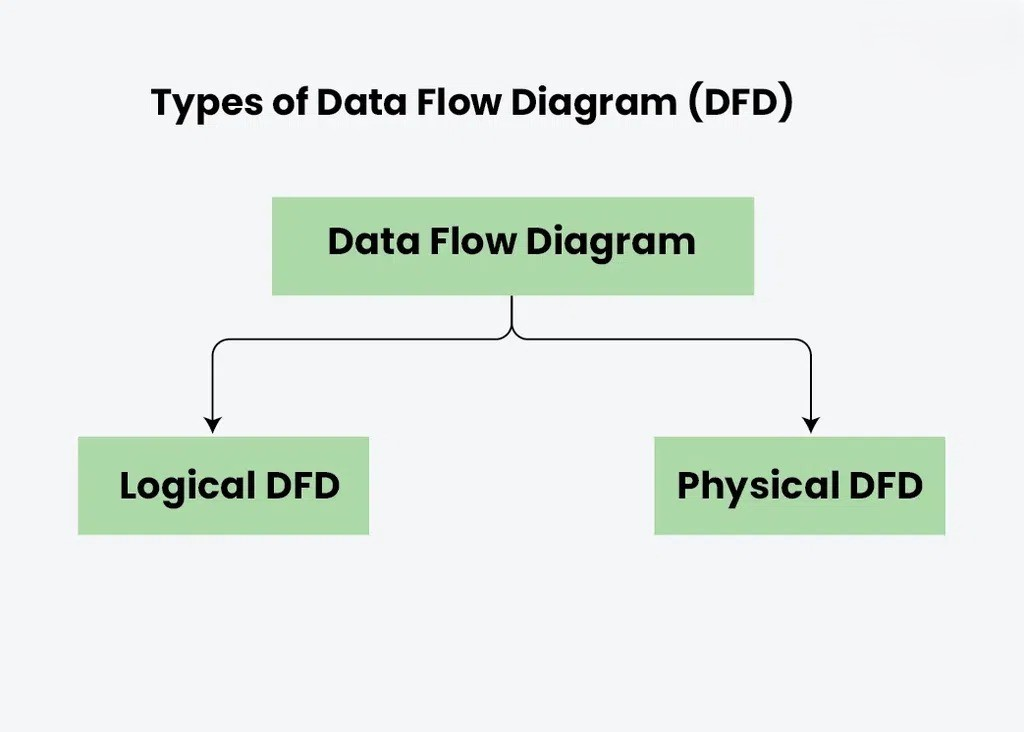 Types of Data Flow Diagram (DFD)
Data Flow Diagram
Logical DFD
Physical DFD